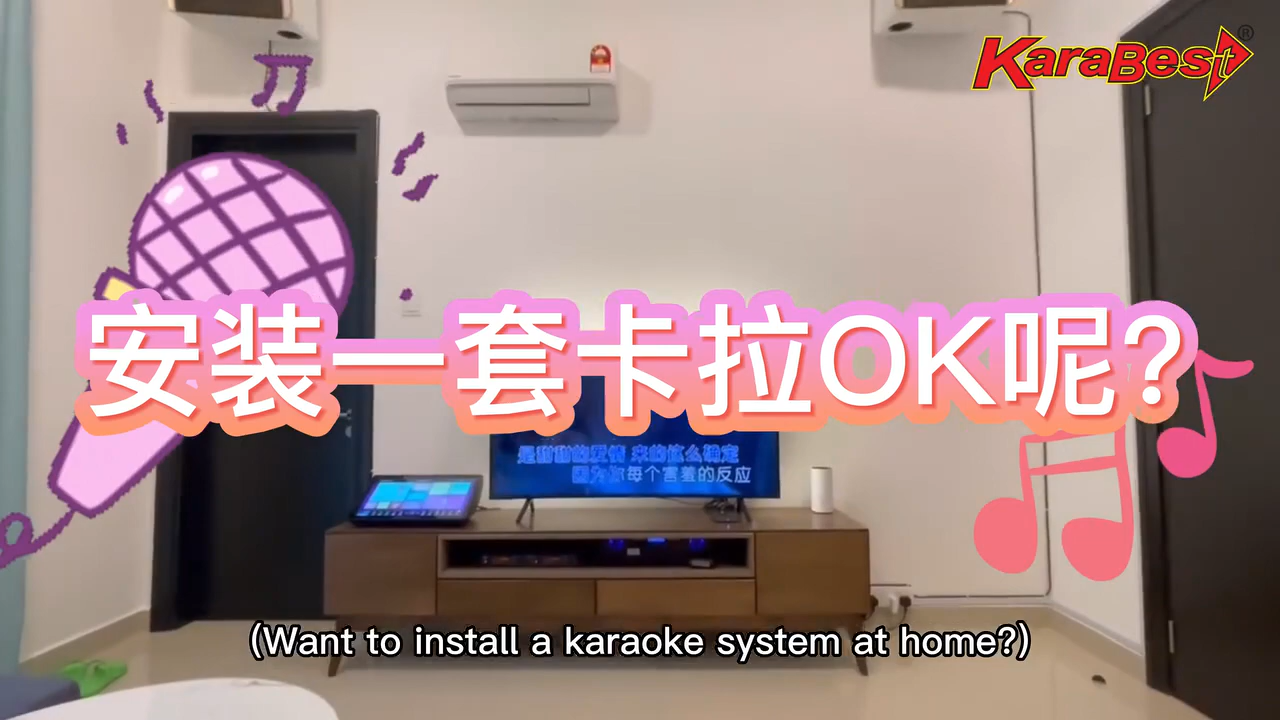 KaraBest®
安装一套卡拉OK呢？
是甜甜的爱情 来的这么确定
因为你每个害羞的反应
(Want to install a karaoke system at home?)